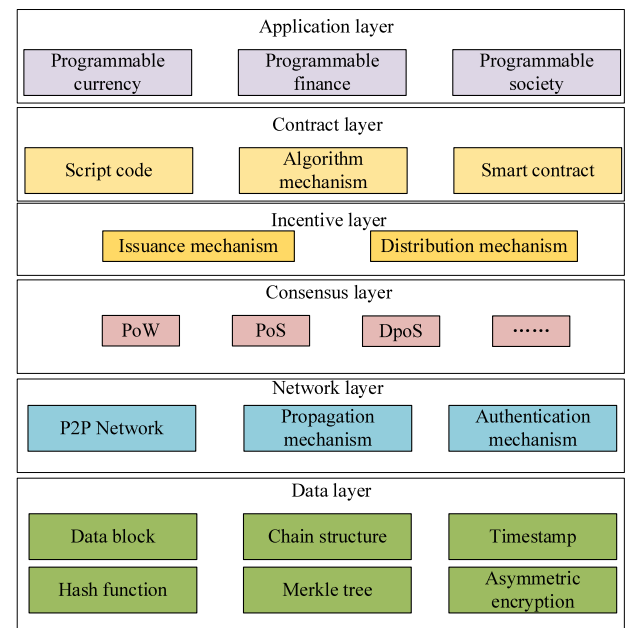 Application layer
Programmable
currency
Programmable
finance
Programmable
society
Contract layer
Script code
Algorithm
mechanism
Smart contract
Incentive layer
Issuance mechanism
Distribution mechanism
Consensus layer
PoW
PoS
DpoS
……
Network layer
P2P Network
Propagation
mechanism
Authentication
mechanism
Data layer
Data block
Chain structure
Timestamp
Hash function
Merkle tree
Asymmetric
encryption